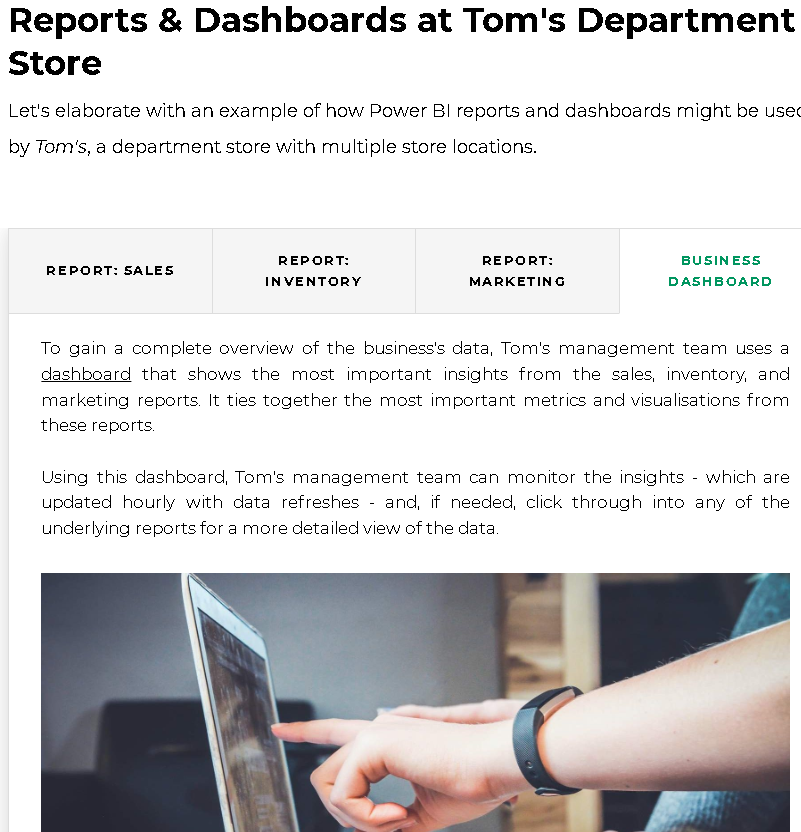 Reports & Dashboards at Tom's Department
Store
Let's elaborate with an example of how Power BI reports and dashboards might be used
by Tom's, a department store with multiple store locations.
REPORT: SALES
REPORT:
INVENTORY
REPORT:
MARKETING
BUSINESS
DASHBOARD
To gain a complete overview of the business's data, Tom's management team uses a
dashboard that shows the most important insights from the sales, inventory, and
marketing reports. It ties together the most important metrics and visualisations from
these reports.
Using this dashboard, Tom's management team can monitor the insights - which are
updated hourly with data refreshes - and, if needed, click through into any of the
underlying reports for a more detailed view of the data.